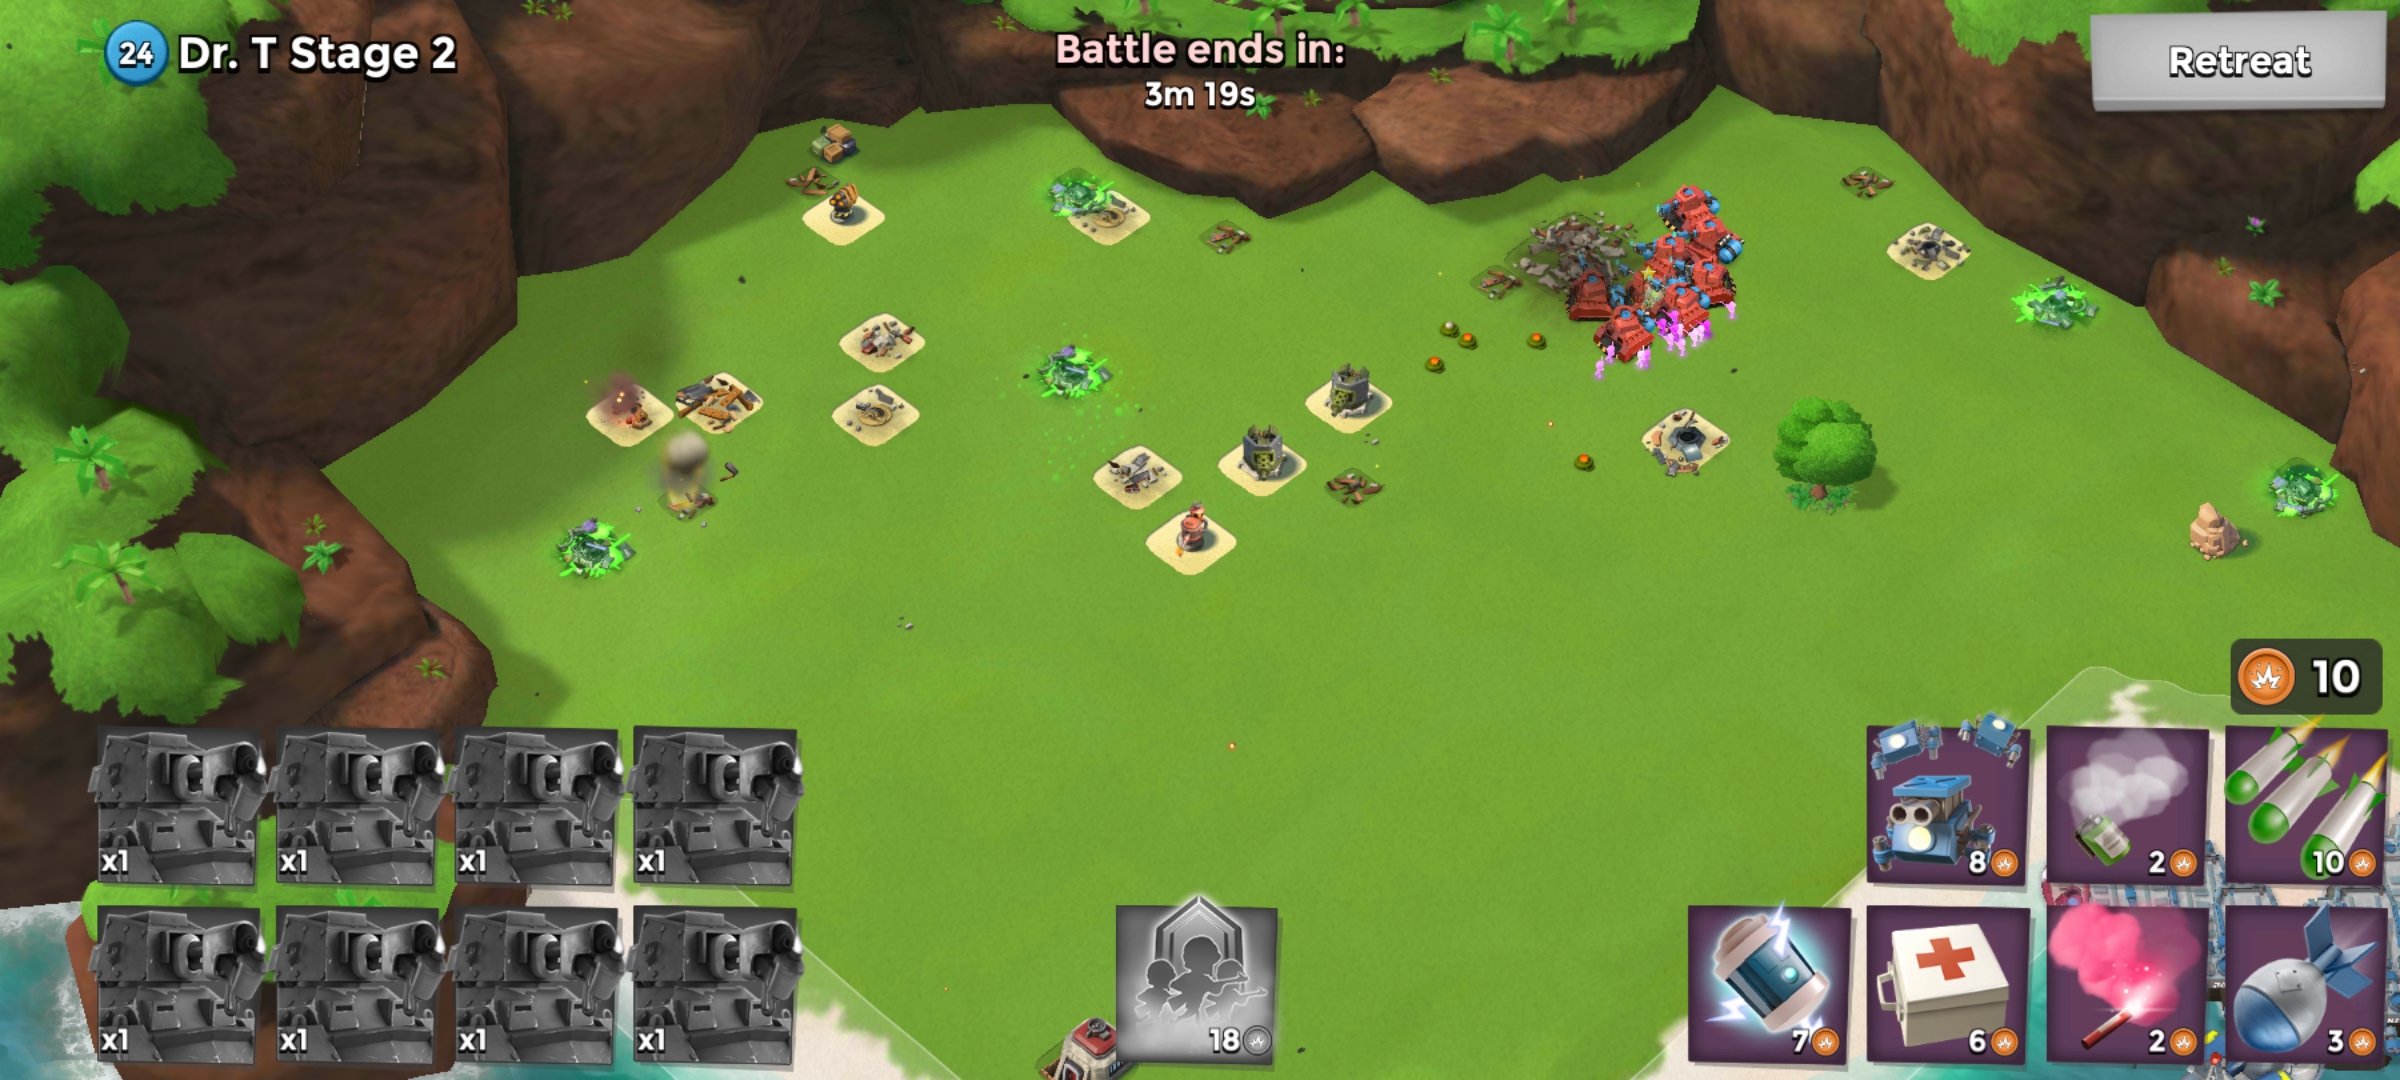 24 Dr. T Stage 2
Battle ends in:
3m 19s
Retreat
10
x1
x1
x1
x1
8
2
10
x1
x1
x1
x1
18
7
6
2
3